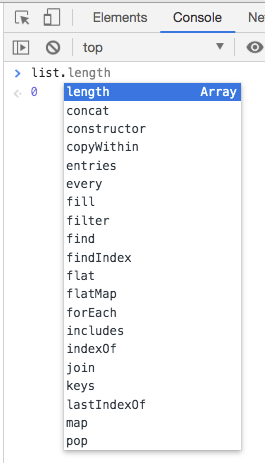 Elements Console Ne
top
list.length
0
length Array
concat
constructor
copyWithin
entries
every
fill
filter
find
findIndex
flat
flatMap
forEach
includes
indexOf
join
keys
lastIndexOf
map
pop